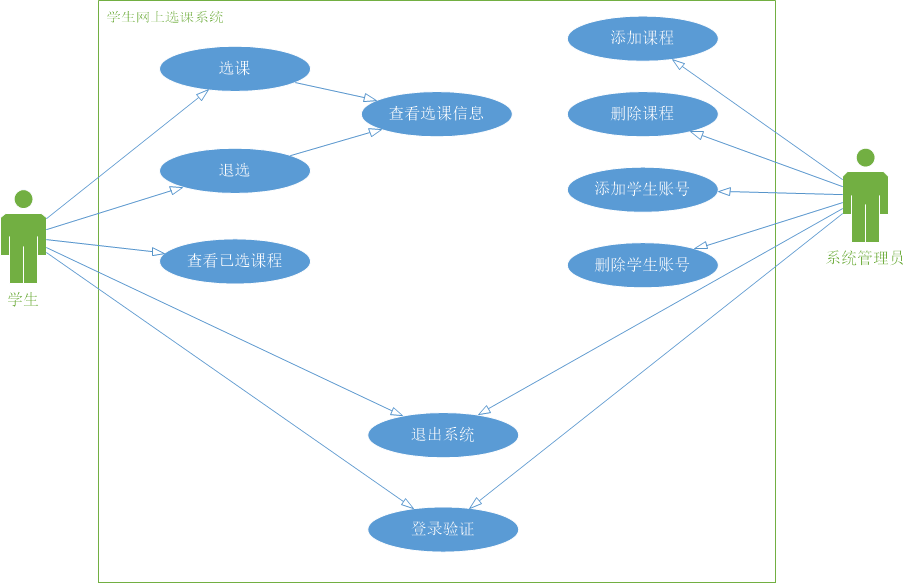 学生网上选课系统
添加课程
选课
查看选课信息
删除课程
退选
添加学生账号
系统管理员
查看已选课程
删除学生账号
学生
退出系统
登录验证